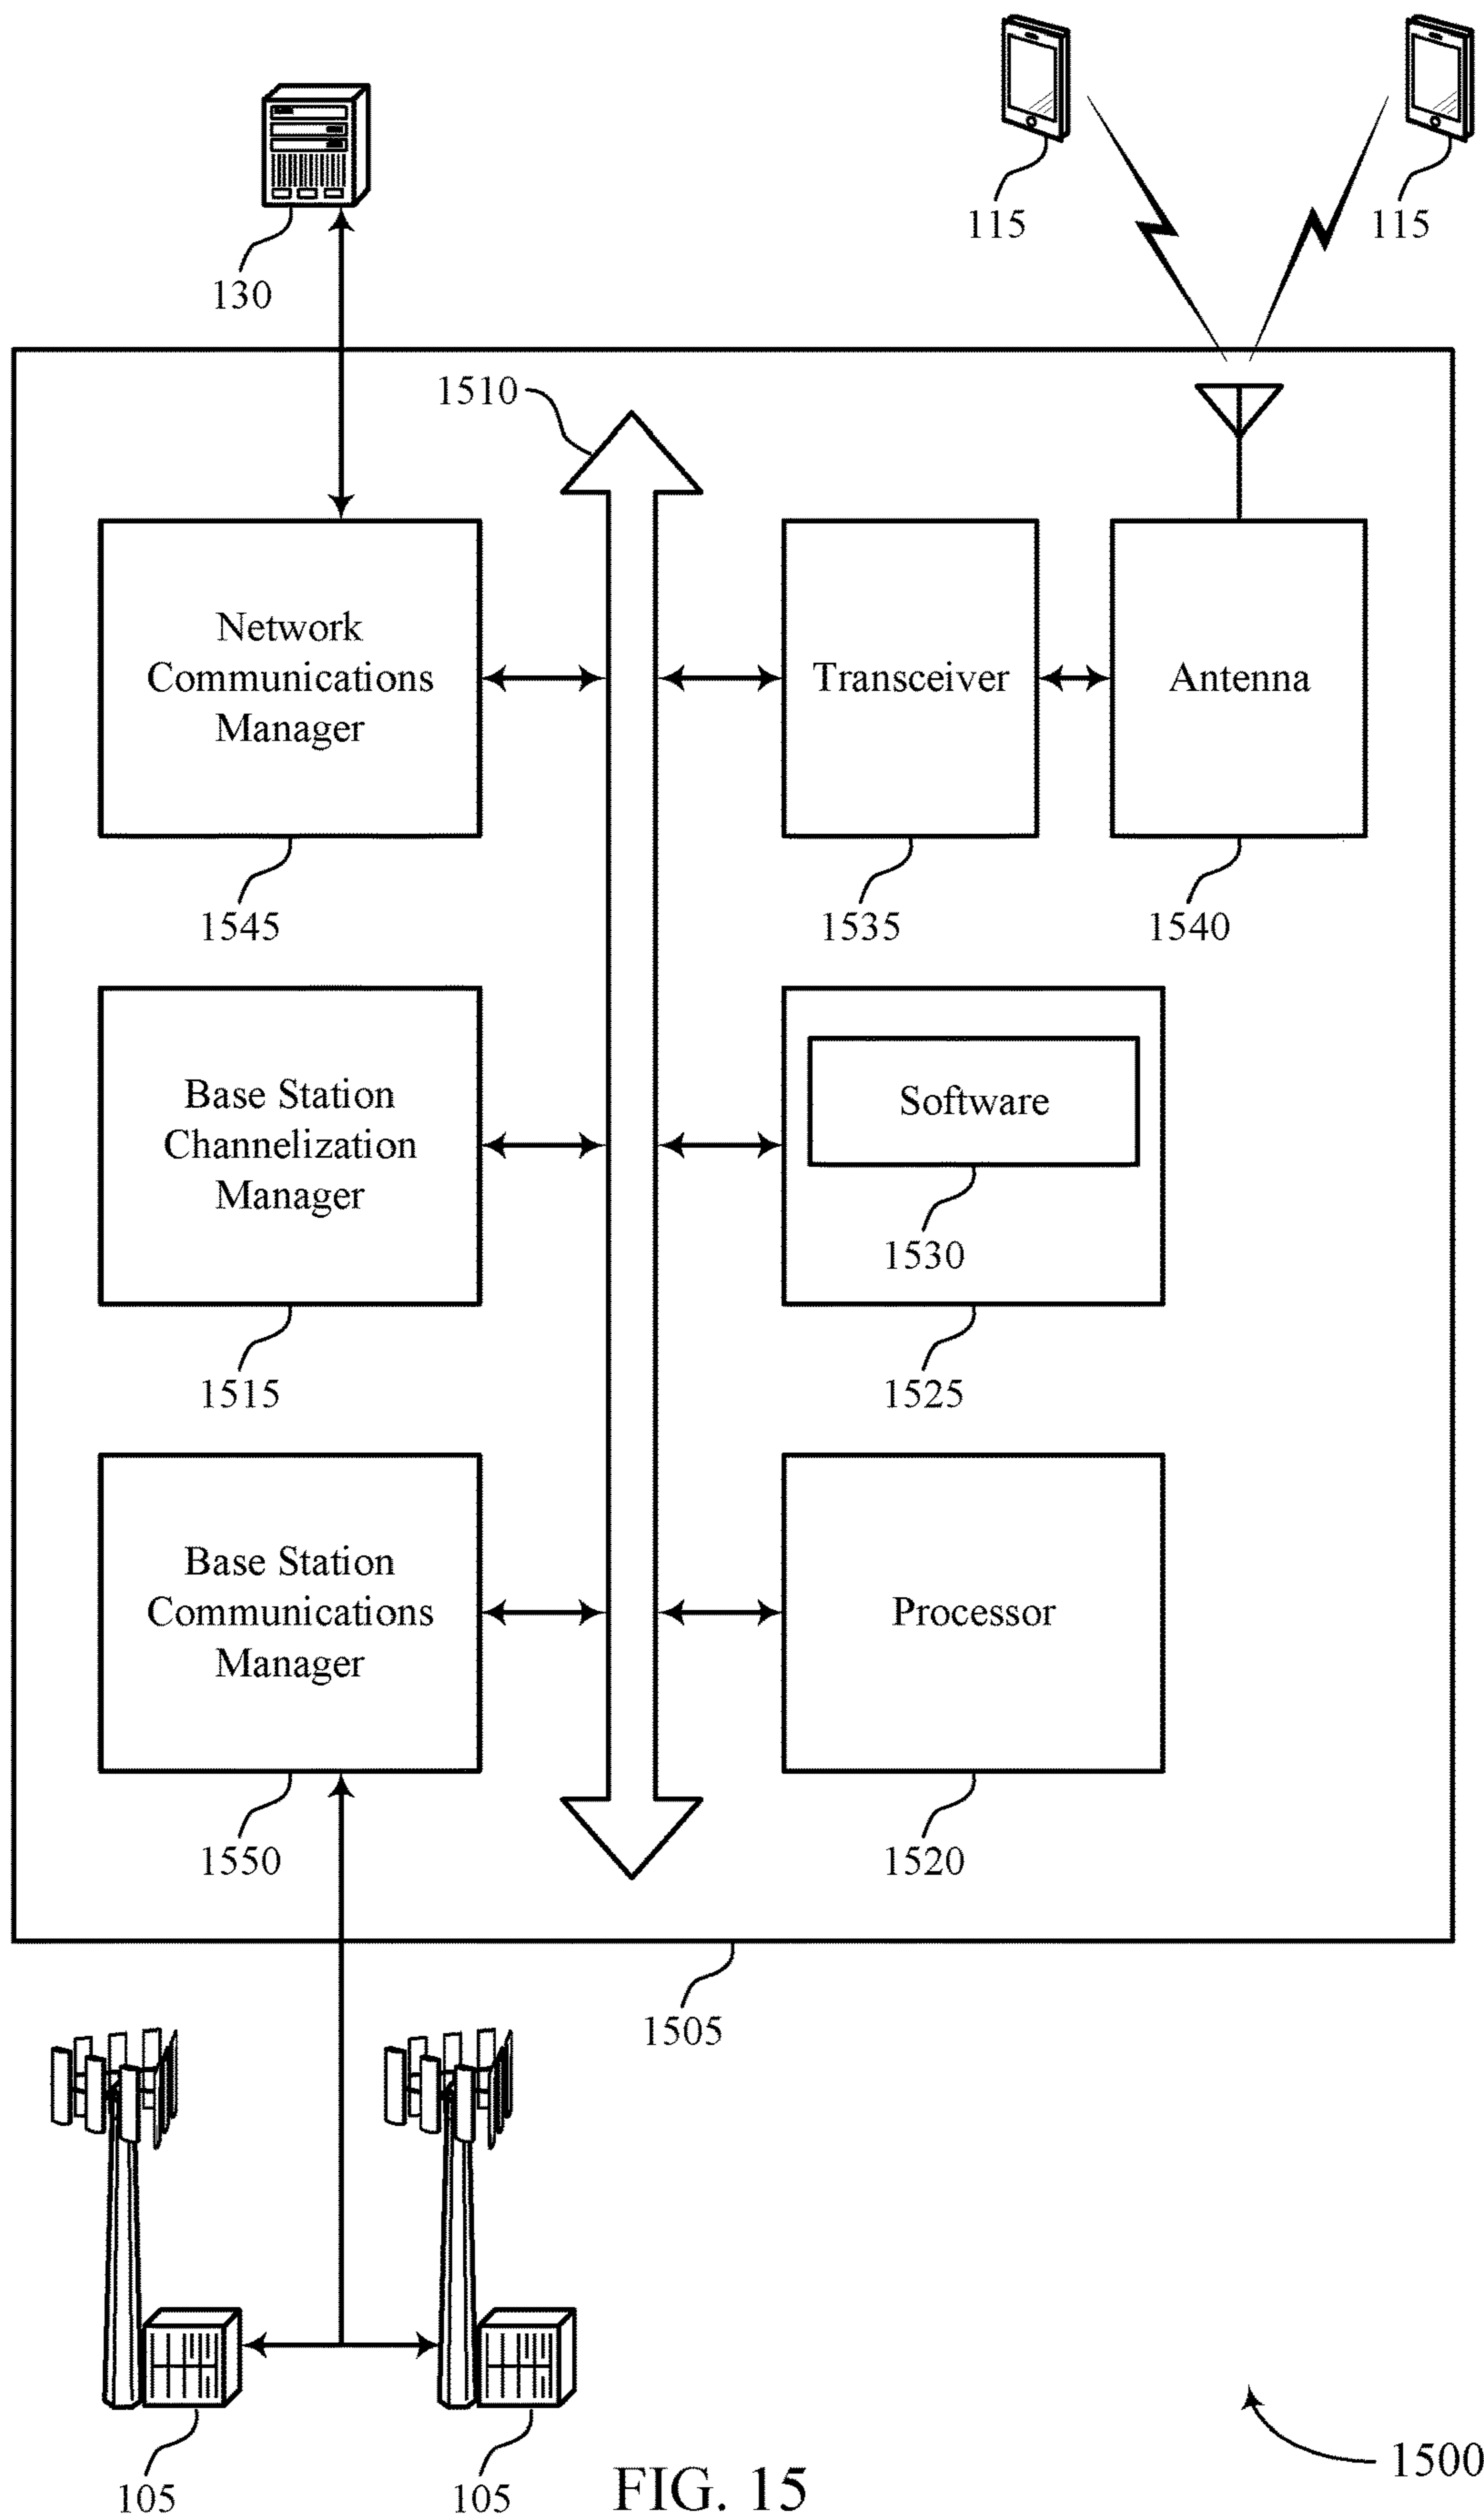 115
115
130
1510
Network
Communications
Manager
Transceiver
Antenna
1545
1535
1540
Base Station
Channelization
Manager
Software
1530
1515
1525
Base Station
Communications
Manager
Processor
1550
1520
1505
105
105
FIG. 15
1500